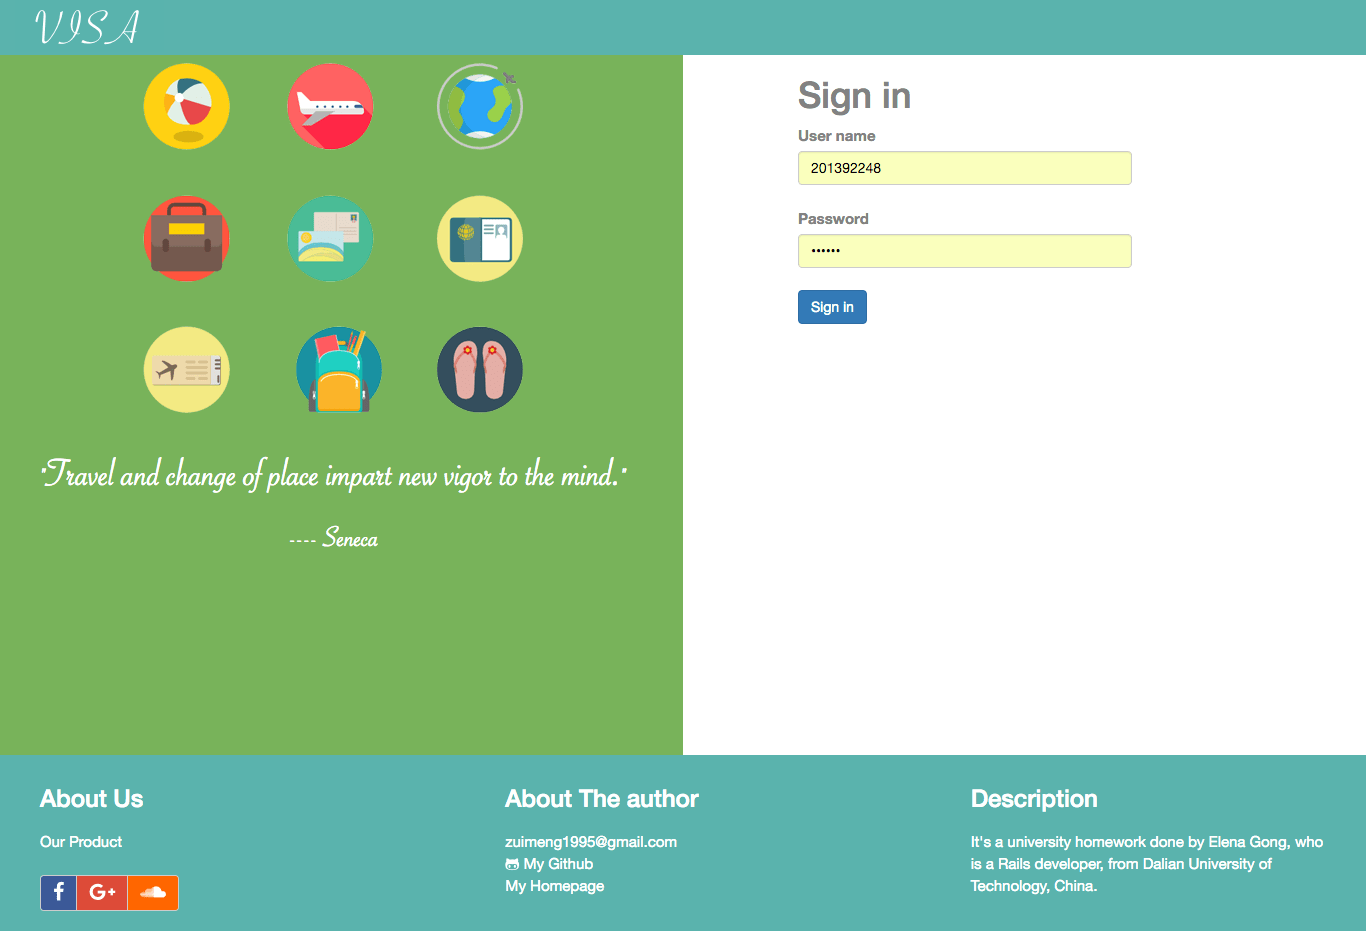 VISA
"Travel and change of place impart new vigor to the mind."
---- Seneca
Sign in
User name
201392248
Password
••••••
Sign in
About Us
Our Product
f G+
About The author
zuimeng1995@gmail.com
My Github
My Homepage
Description
It's a university homework done by Elena Gong, who
is a Rails developer, from Dalian University of
Technology, China.